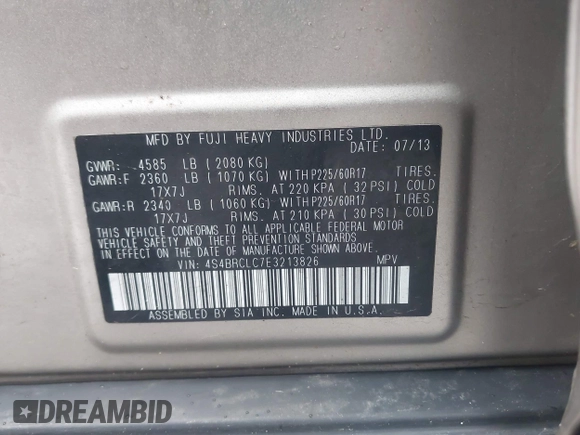 MFD BY FUJI HEAVY INDUSTRIES LTD.
DATE: 07/13
GVWR: 4585 LB ( 2080 KG)
GAWR:F 2360 LB ( 1070 KG) WITH P225/60R17 TIRES.
17X7J RIMS. AT 220 KPA ( 32 PSI) COLD
GAWR:R 2340 LB ( 1060 KG) WITH P225/60R17 TIRES.
17X7J RIMS. AT 210 KPA ( 30 PSI) COLD
THIS VEHICLE CONFORMS TO ALL APPLICABLE FEDERAL MOTOR
VEHICLE SAFETY AND THEFT PREVENTION STANDARDS
IN EFFECT ON THE DATE OF MANUFACTURE SHOWN ABOVE.
VIN: 4S4BRCLC7E3213826 MPV
ASSEMBLED BY SIA INC. MADE IN U.S.A.
DREAMBID